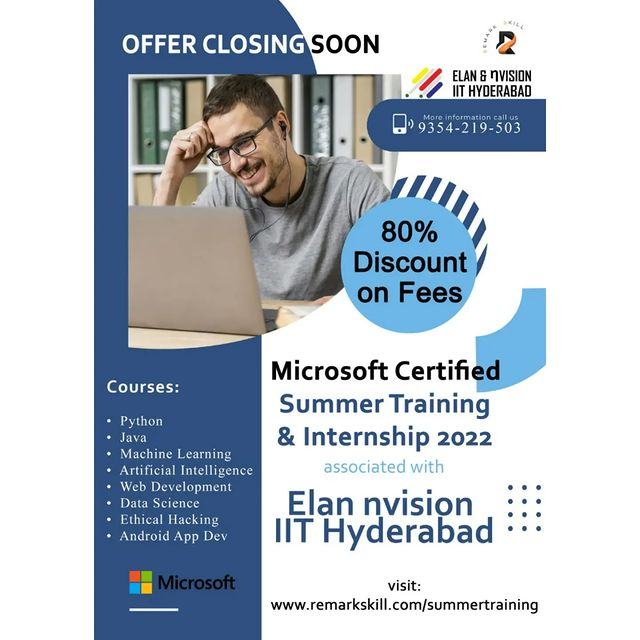 OFFER CLOSING SOON
REMARK SKILL
ELAN & ηVISION
IIT HYDERABAD
More information call us
9354-219-503
80%
Discount
on Fees
Microsoft Certified
Summer Training
& Internship 2022
associated with
Elan nvision
IIT Hyderabad
Courses:
• Python
• Java
• Machine Learning
• Artificial Intelligence
• Web Development
• Data Science
• Ethical Hacking
• Android App Dev
Microsoft
visit:
www.remarkskill.com/summertraining